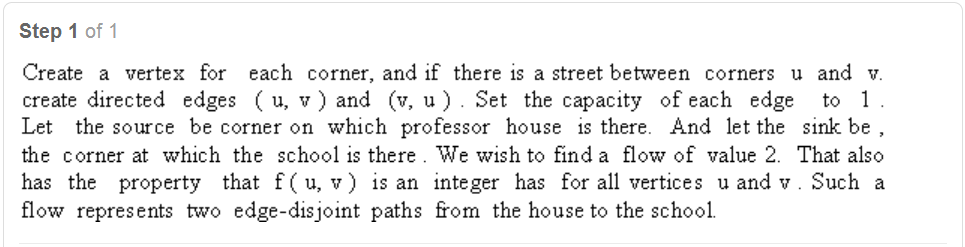 Step 1 of 1
Create a vertex for each corner, and if there is a street between corners u and v.
create directed edges ( u, v ) and (v, u ) . Set the capacity of each edge to 1 .
Let the source be corner on which professor house is there. And let the sink be ,
the corner at which the school is there . We wish to find a flow of value 2. That also
has the property that f ( u, v ) is an integer has for all vertices u and v . Such a
flow represents two edge-disjoint paths from the house to the school.